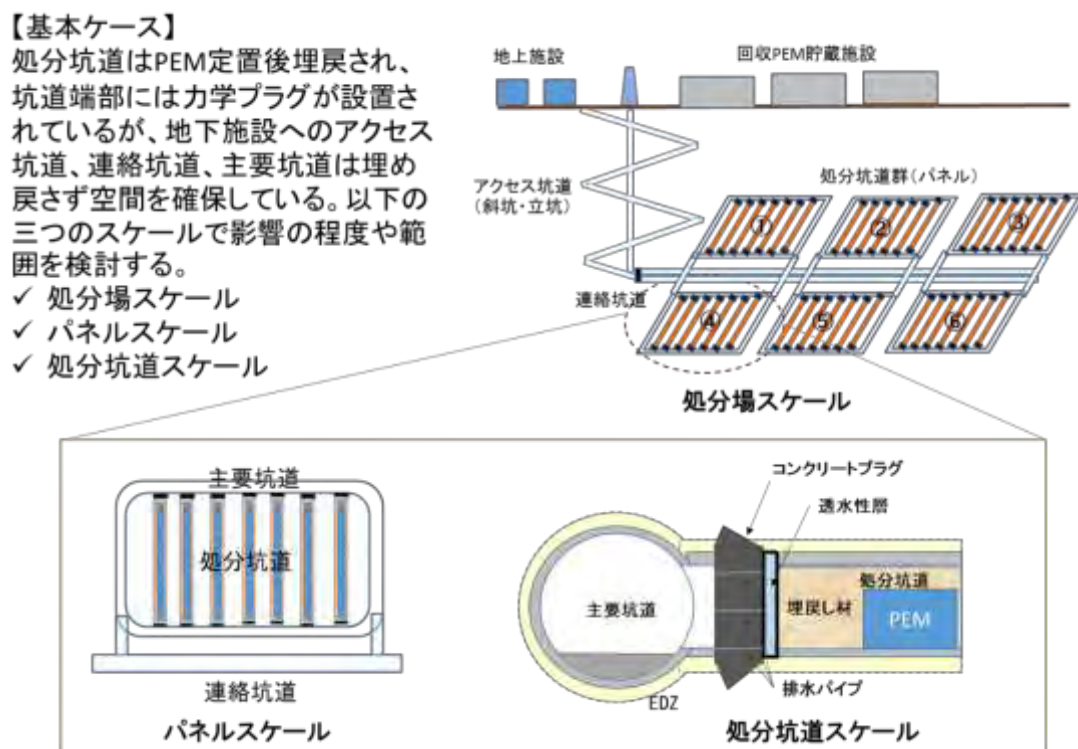 【基本ケース】
処分坑道はPEM定置後埋戻され、
坑道端部には力学プラグが設置さ
れているが、地下施設へのアクセス
坑道、連絡坑道、主要坑道は埋め
戻さず空間を確保している。以下の
三つのスケールで影響の程度や範
囲を検討する。
✓ 処分場スケール
✓ パネルスケール
✓ 処分坑道スケール
地上施設
回収PEM貯蔵施設
アクセス坑道
(斜坑・立坑)
処分坑道群(パネル)
①
②
③
連絡坑道
④
⑤
⑥
処分場スケール
主要坑道
処分坑道
連絡坑道
パネルスケール
コンクリートプラグ
透水性層
主要坑道
処分坑道
埋戻し材
PEM
排水パイプ
EDZ
処分坑道スケール